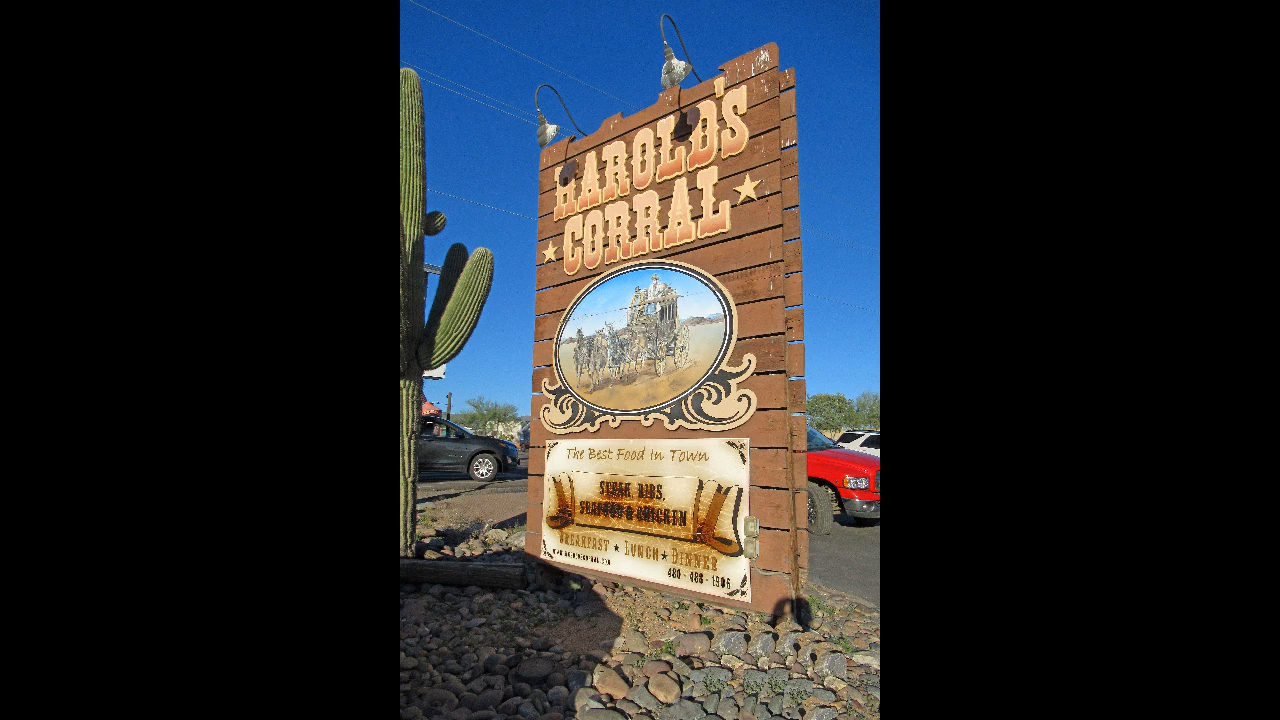 HAROLD'S
CORRAL
The Best Food In Town
STEAK, RIBS,
SEAFOOD & CHICKEN
BREAKFAST ★ LUNCH ★ DINNER
480 - 488 - 1906